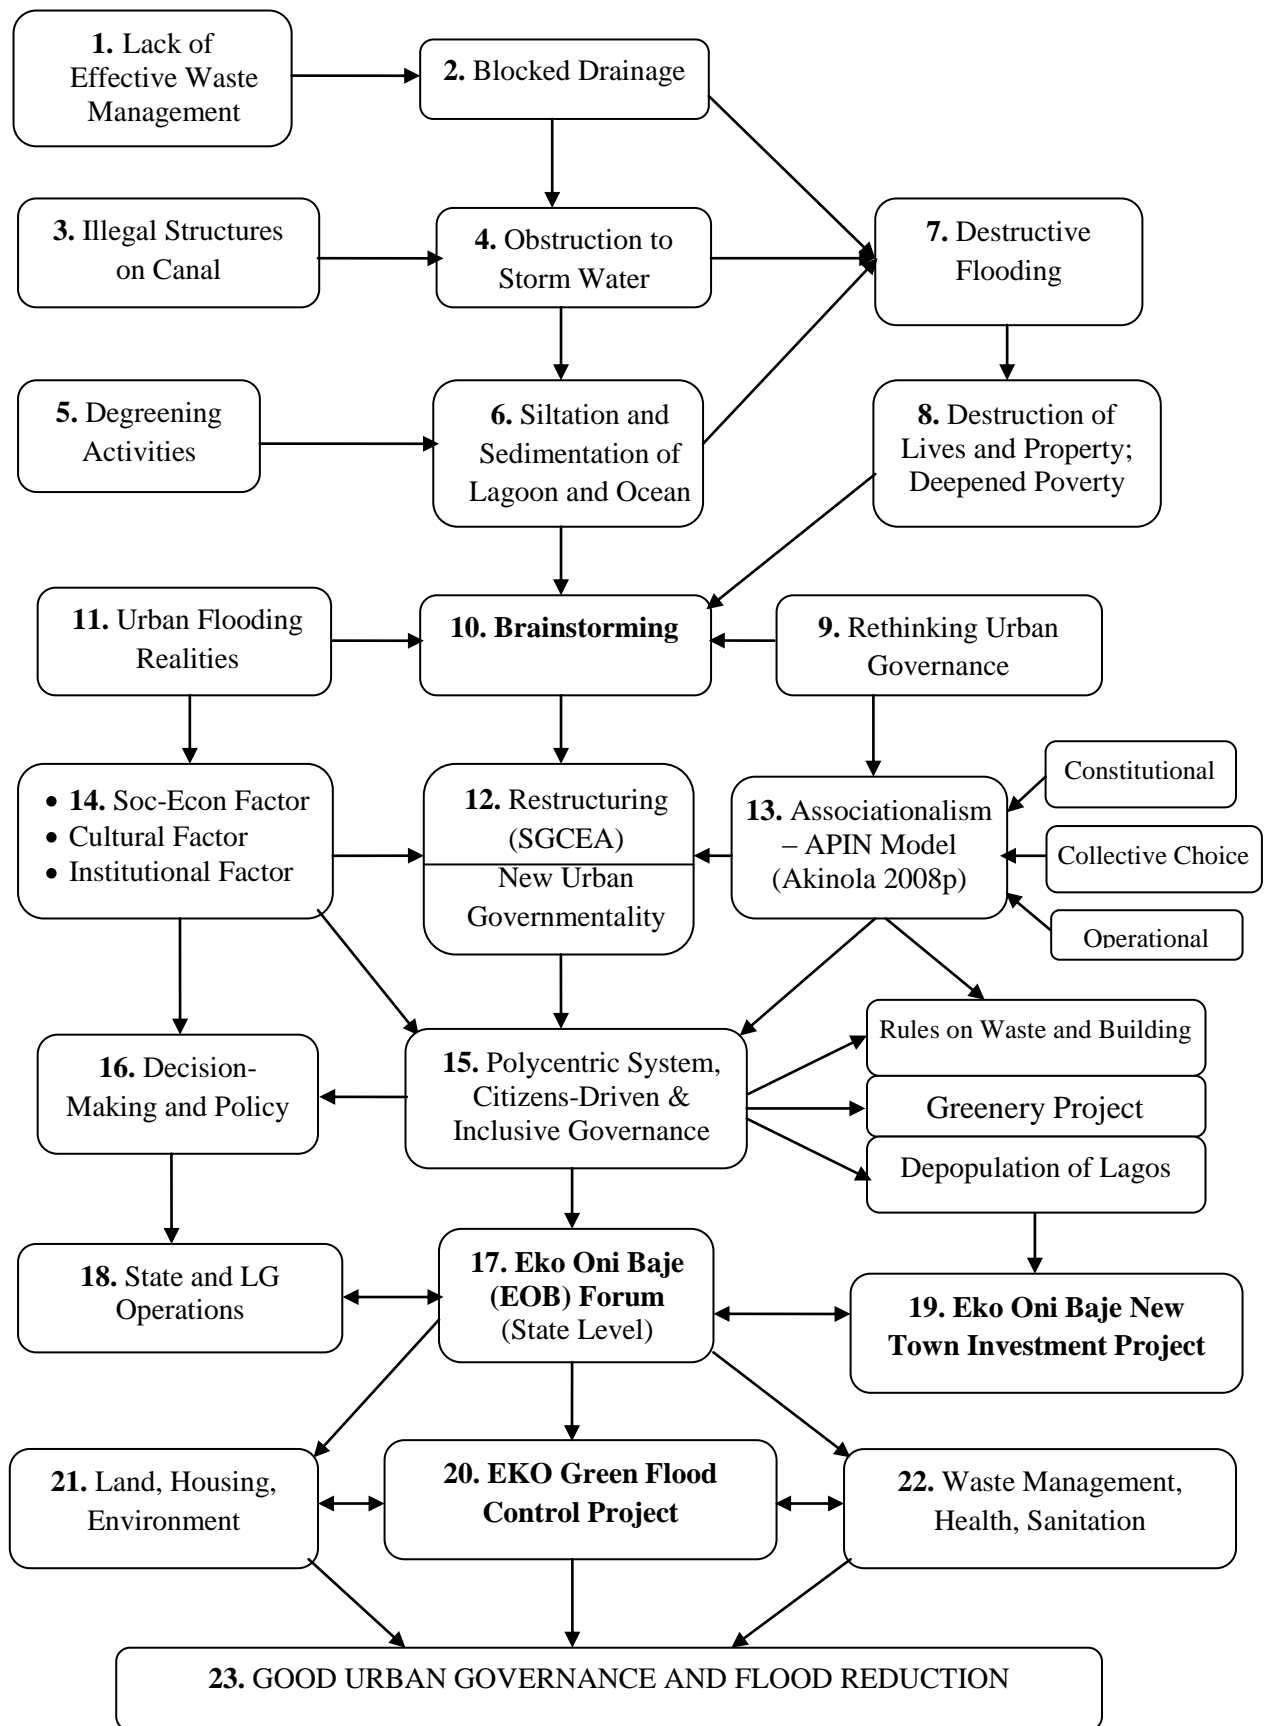 1. Lack of
Effective Waste
Management
2. Blocked Drainage
3. Illegal Structures
on Canal
4. Obstruction to
Storm Water
7. Destructive
Flooding
5. Degreening
Activities
6. Siltation and
Sedimentation of
Lagoon and Ocean
8. Destruction of
Lives and Property;
Deepened Poverty
11. Urban Flooding
Realities
10. Brainstorming
9. Rethinking Urban
Governance
• 14. Soc-Econ Factor
• Cultural Factor
• Institutional Factor
12. Restructuring
(SGCEA)
New Urban
Governmentality
13. Associationalism
– APIN Model
(Akinola 2008p)
Constitutional
Collective Choice
Operational
16. Decision-
Making and Policy
15. Polycentric System,
Citizens-Driven &
Inclusive Governance
Rules on Waste and Building
Greenery Project
Depopulation of Lagos
18. State and LG
Operations
17. Eko Oni Baje
(EOB) Forum
(State Level)
19. Eko Oni Baje New
Town Investment Project
21. Land, Housing,
Environment
20. EKO Green Flood
Control Project
22. Waste Management,
Health, Sanitation
23. GOOD URBAN GOVERNANCE AND FLOOD REDUCTION